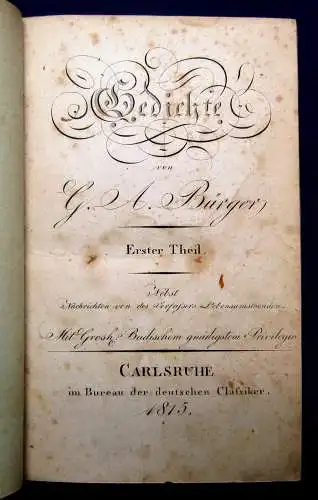 Gedichte
von
G. A. Bürger,
Erster Theil.
Nebst
Nachrichten von des Verfassers Lebensumstaenden.
Mit Grosh. Badischem gnädigstem Privilegio
CARLSRUHE
im Bureau der deutschen Classiker.
1815.